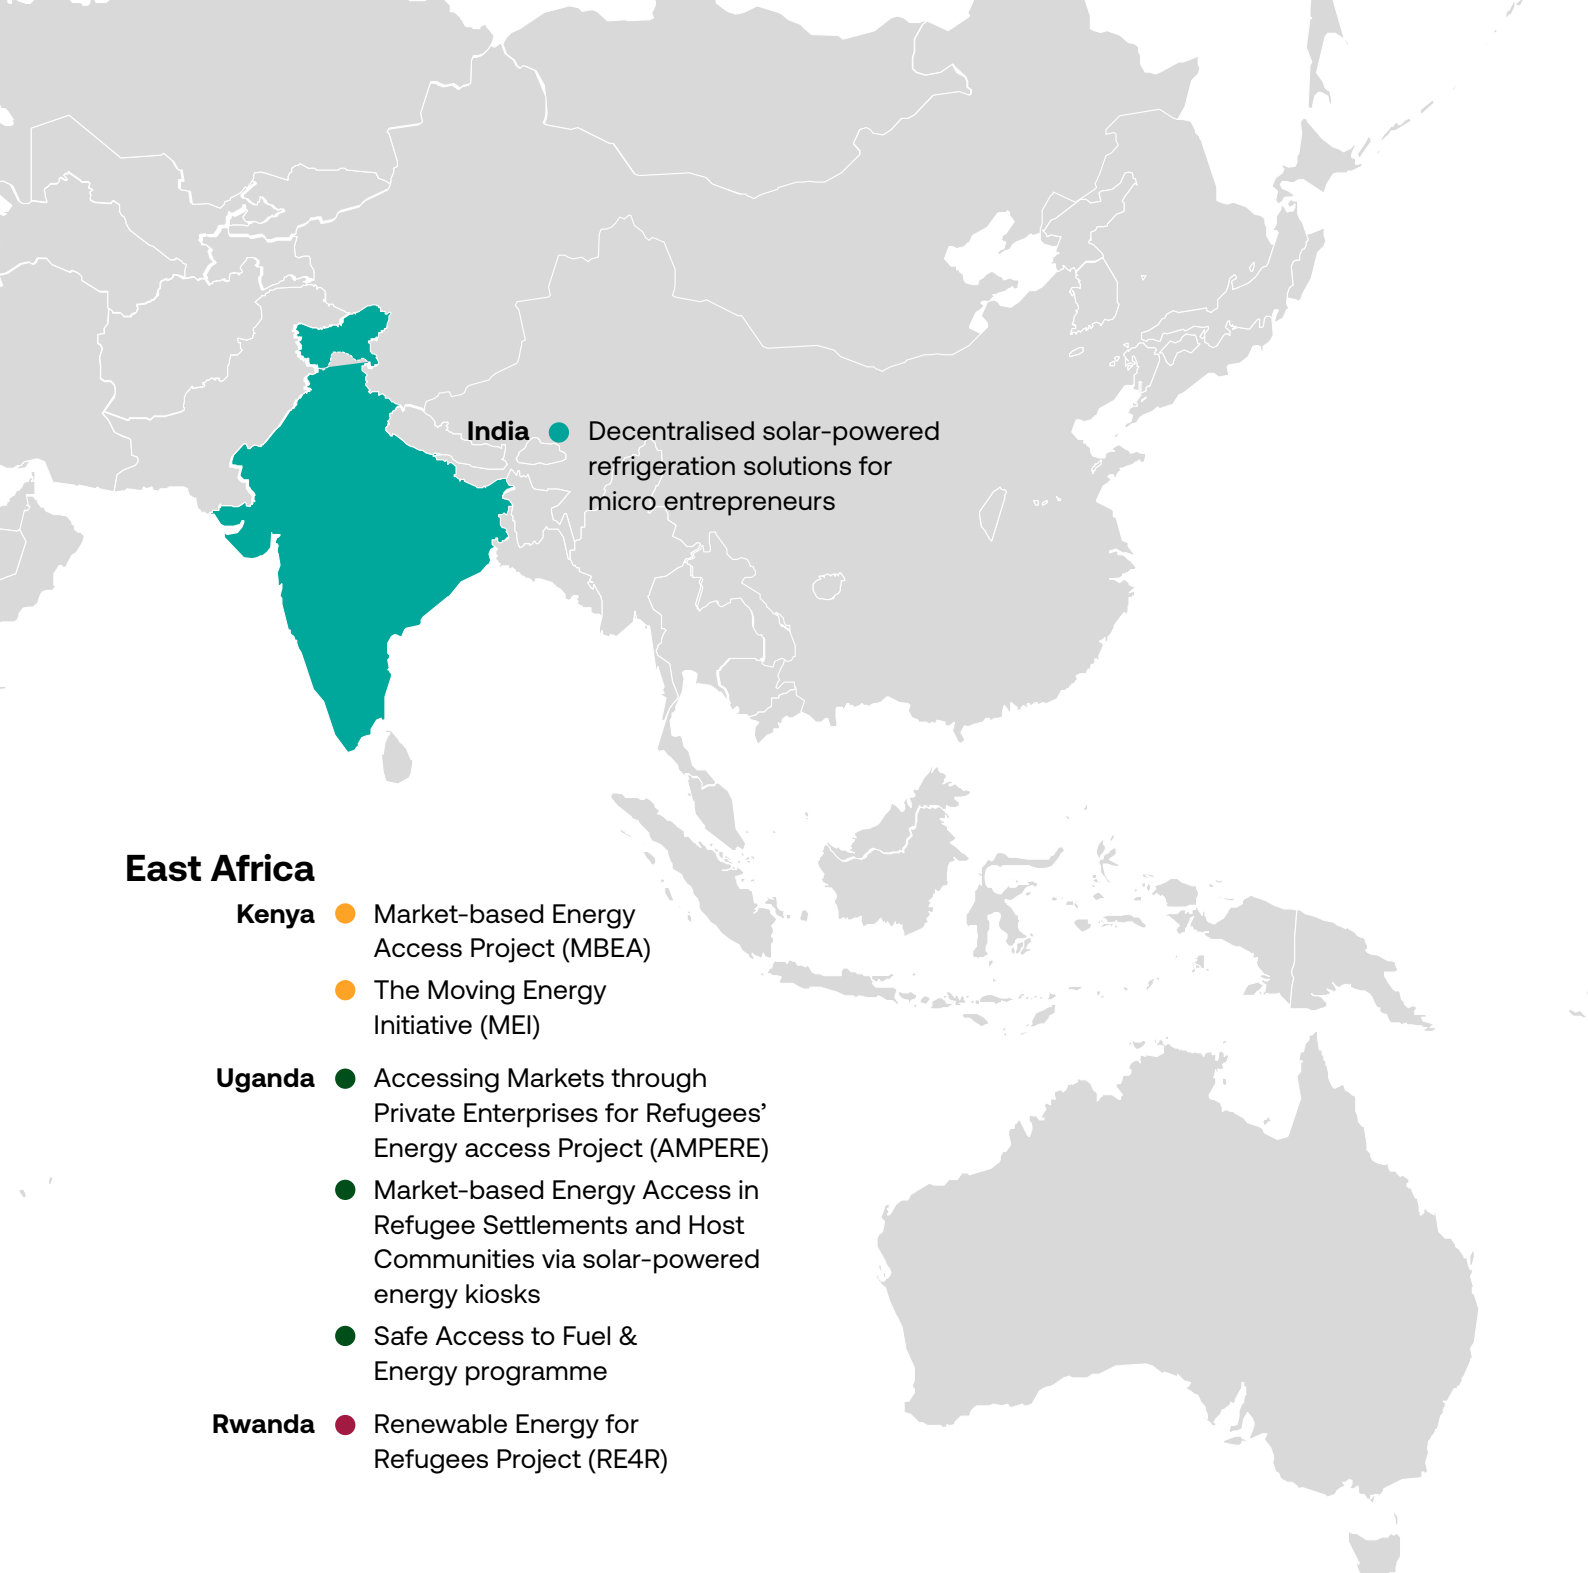 India Decentralised solar-powered
refrigeration solutions for
micro entrepreneurs
East Africa
Kenya Market-based Energy
Access Project (MBEA)
The Moving Energy
Initiative (MEI)
Uganda Accessing Markets through
Private Enterprises for Refugees’
Energy access Project (AMPERE)
Market-based Energy Access in
Refugee Settlements and Host
Communities via solar-powered
energy kiosks
Safe Access to Fuel &
Energy programme
Rwanda Renewable Energy for
Refugees Project (RE4R)